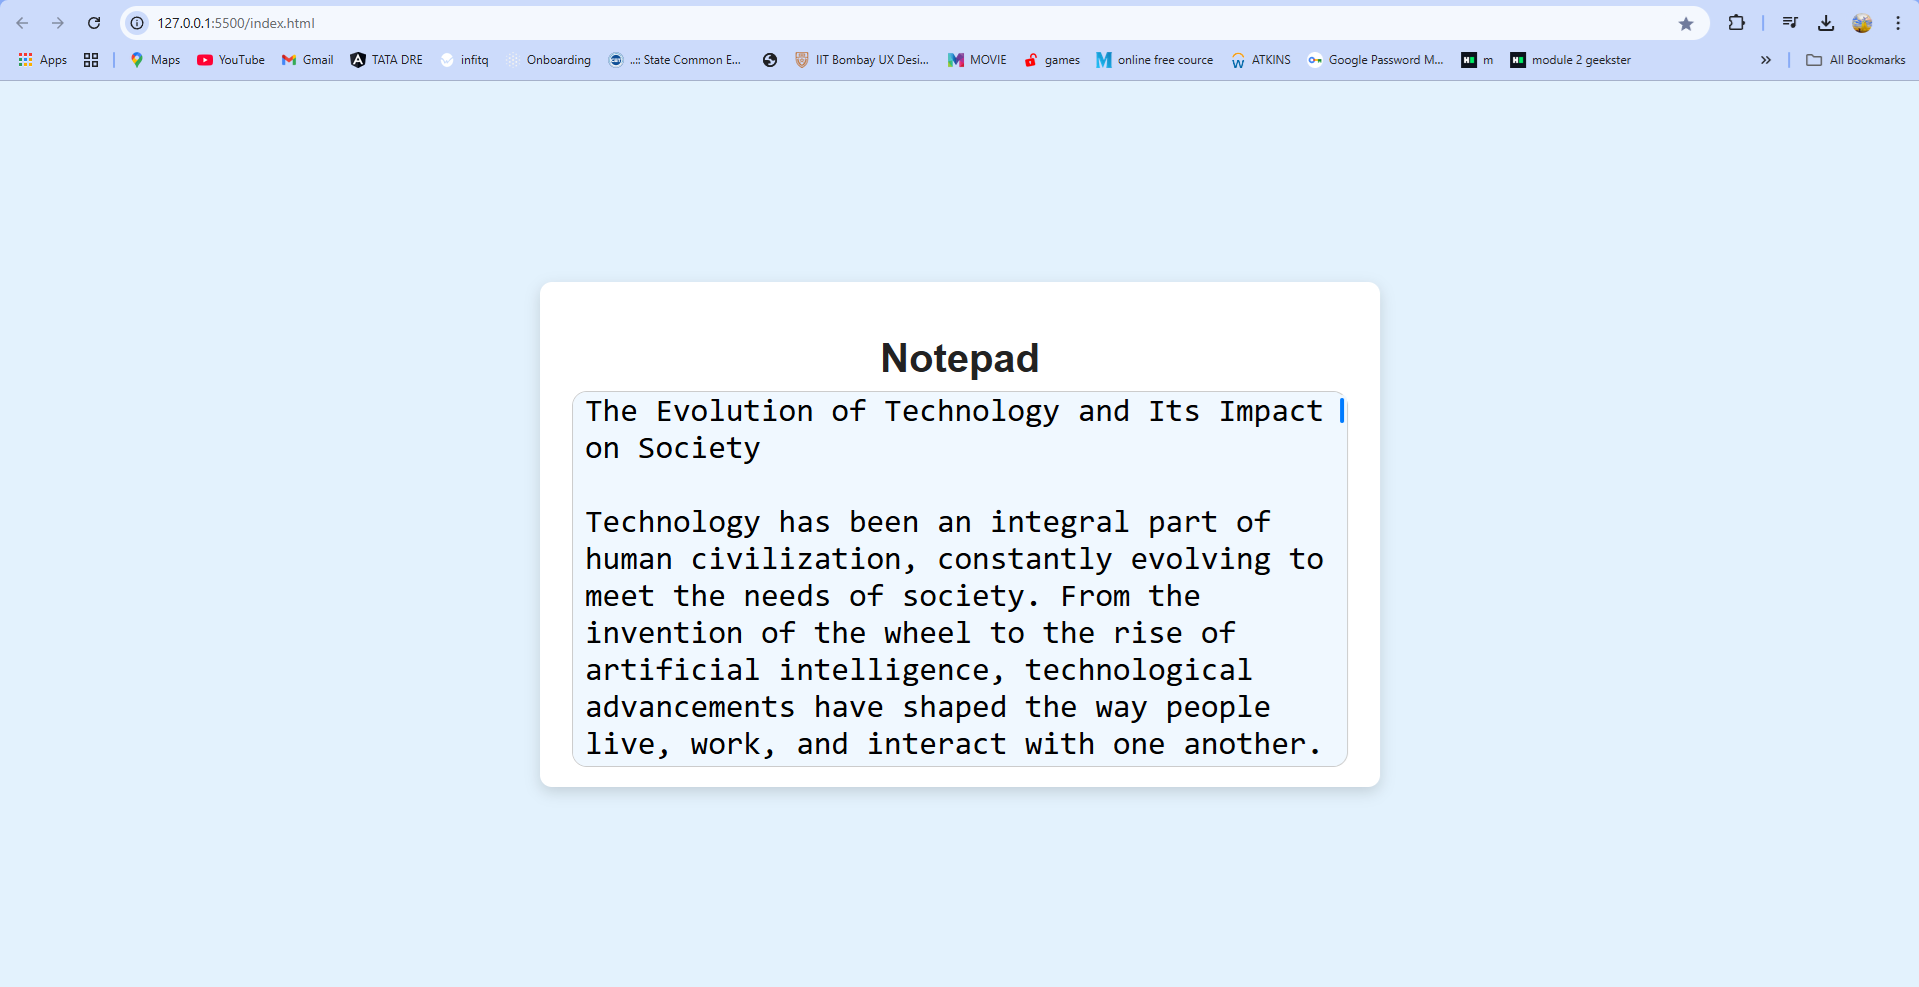 127.0.0.1:5500/index.html
Apps
Maps
YouTube
Gmail
TATA DRE
infitq
Onboarding
..:: State Common E...
IIT Bombay UX Desi...
MOVIE
games
online free cource
ATKINS
Google Password M...
m
module 2 geekster
All Bookmarks
Notepad
The Evolution of Technology and Its Impact
on Society
Technology has been an integral part of
human civilization, constantly evolving to
meet the needs of society. From the
invention of the wheel to the rise of
artificial intelligence, technological
advancements have shaped the way people
live, work, and interact with one another.